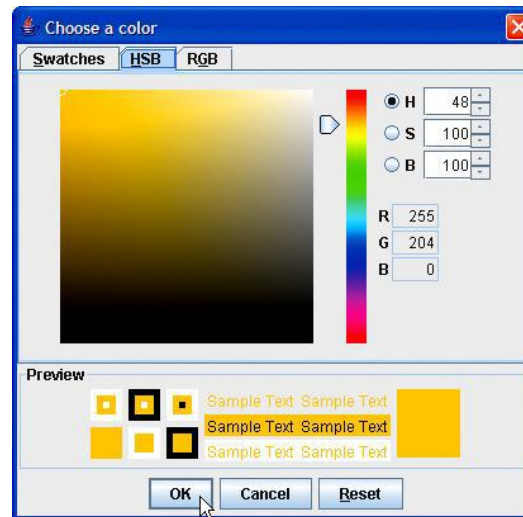 Choose a color
Swatches HSB RGB
H 48
S 100
B 100
R 255
G 204
B 0
Preview
Sample Text Sample Text
Sample Text Sample Text
Sample Text Sample Text
OK Cancel Reset